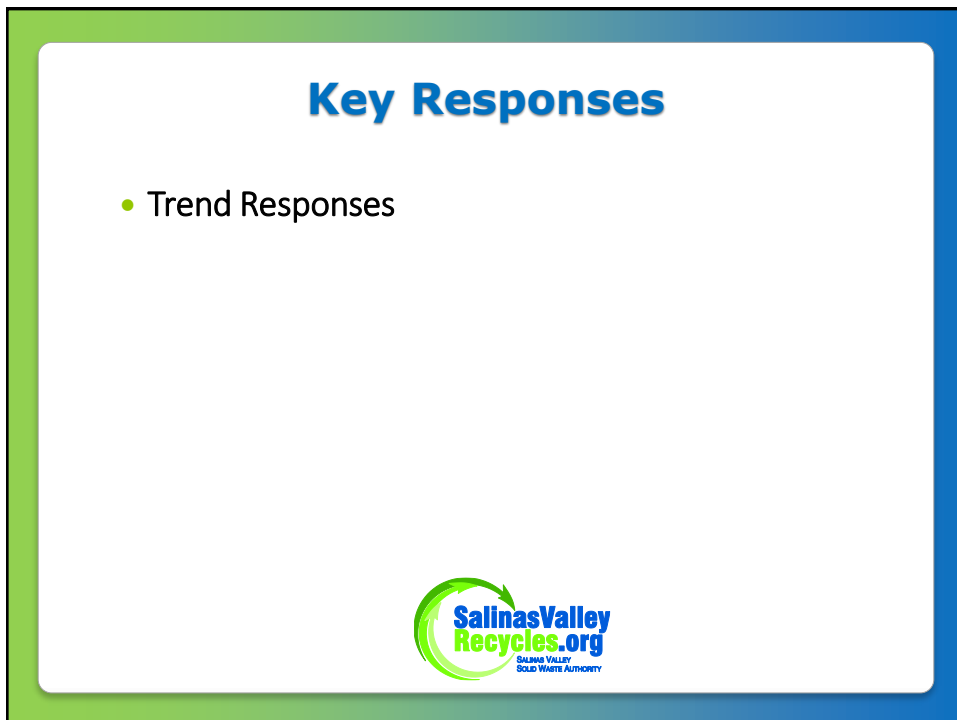 Key Responses
• Trend Responses
SalinasValley
Recycles.org
SALINAS VALLEY
SOLID WASTE AUTHORITY